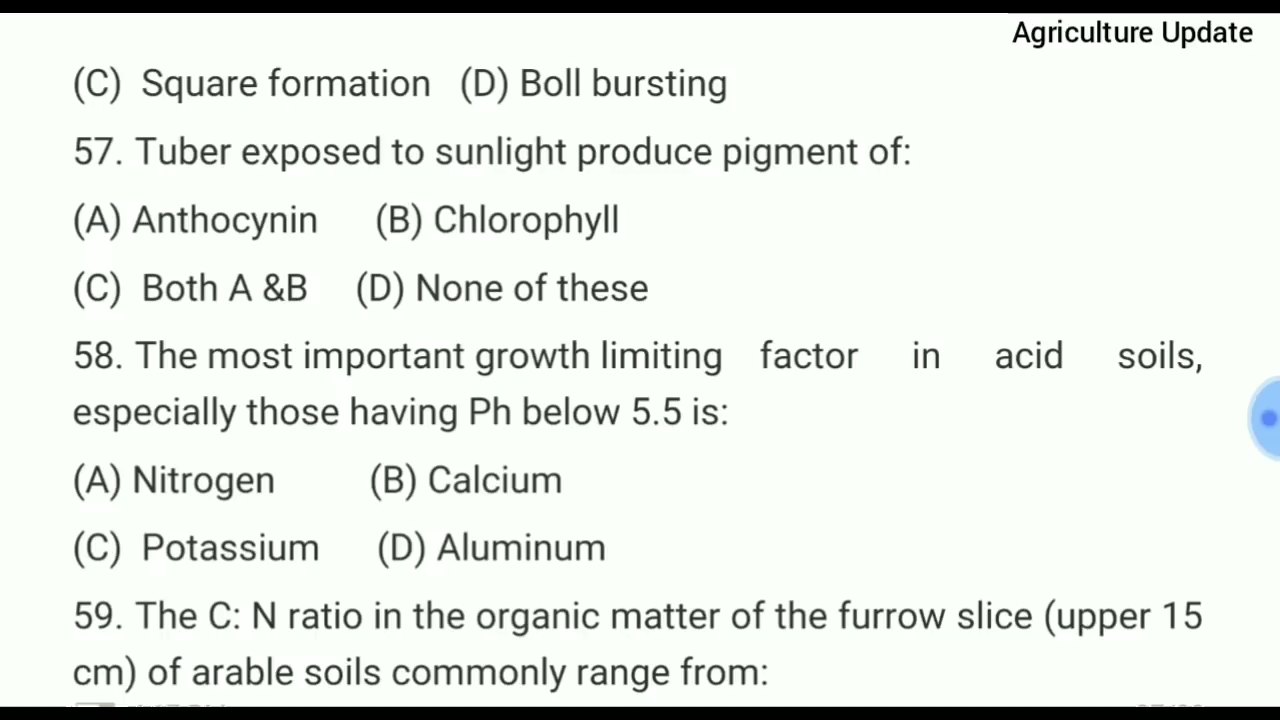 Agriculture Update
(C) Square formation (D) Boll bursting
57. Tuber exposed to sunlight produce pigment of:
(A) Anthocynin (B) Chlorophyll
(C) Both A &B (D) None of these
58. The most important growth limiting factor in acid soils,
especially those having Ph below 5.5 is:
(A) Nitrogen (B) Calcium
(C) Potassium (D) Aluminum
59. The C: N ratio in the organic matter of the furrow slice (upper 15
cm) of arable soils commonly range from: